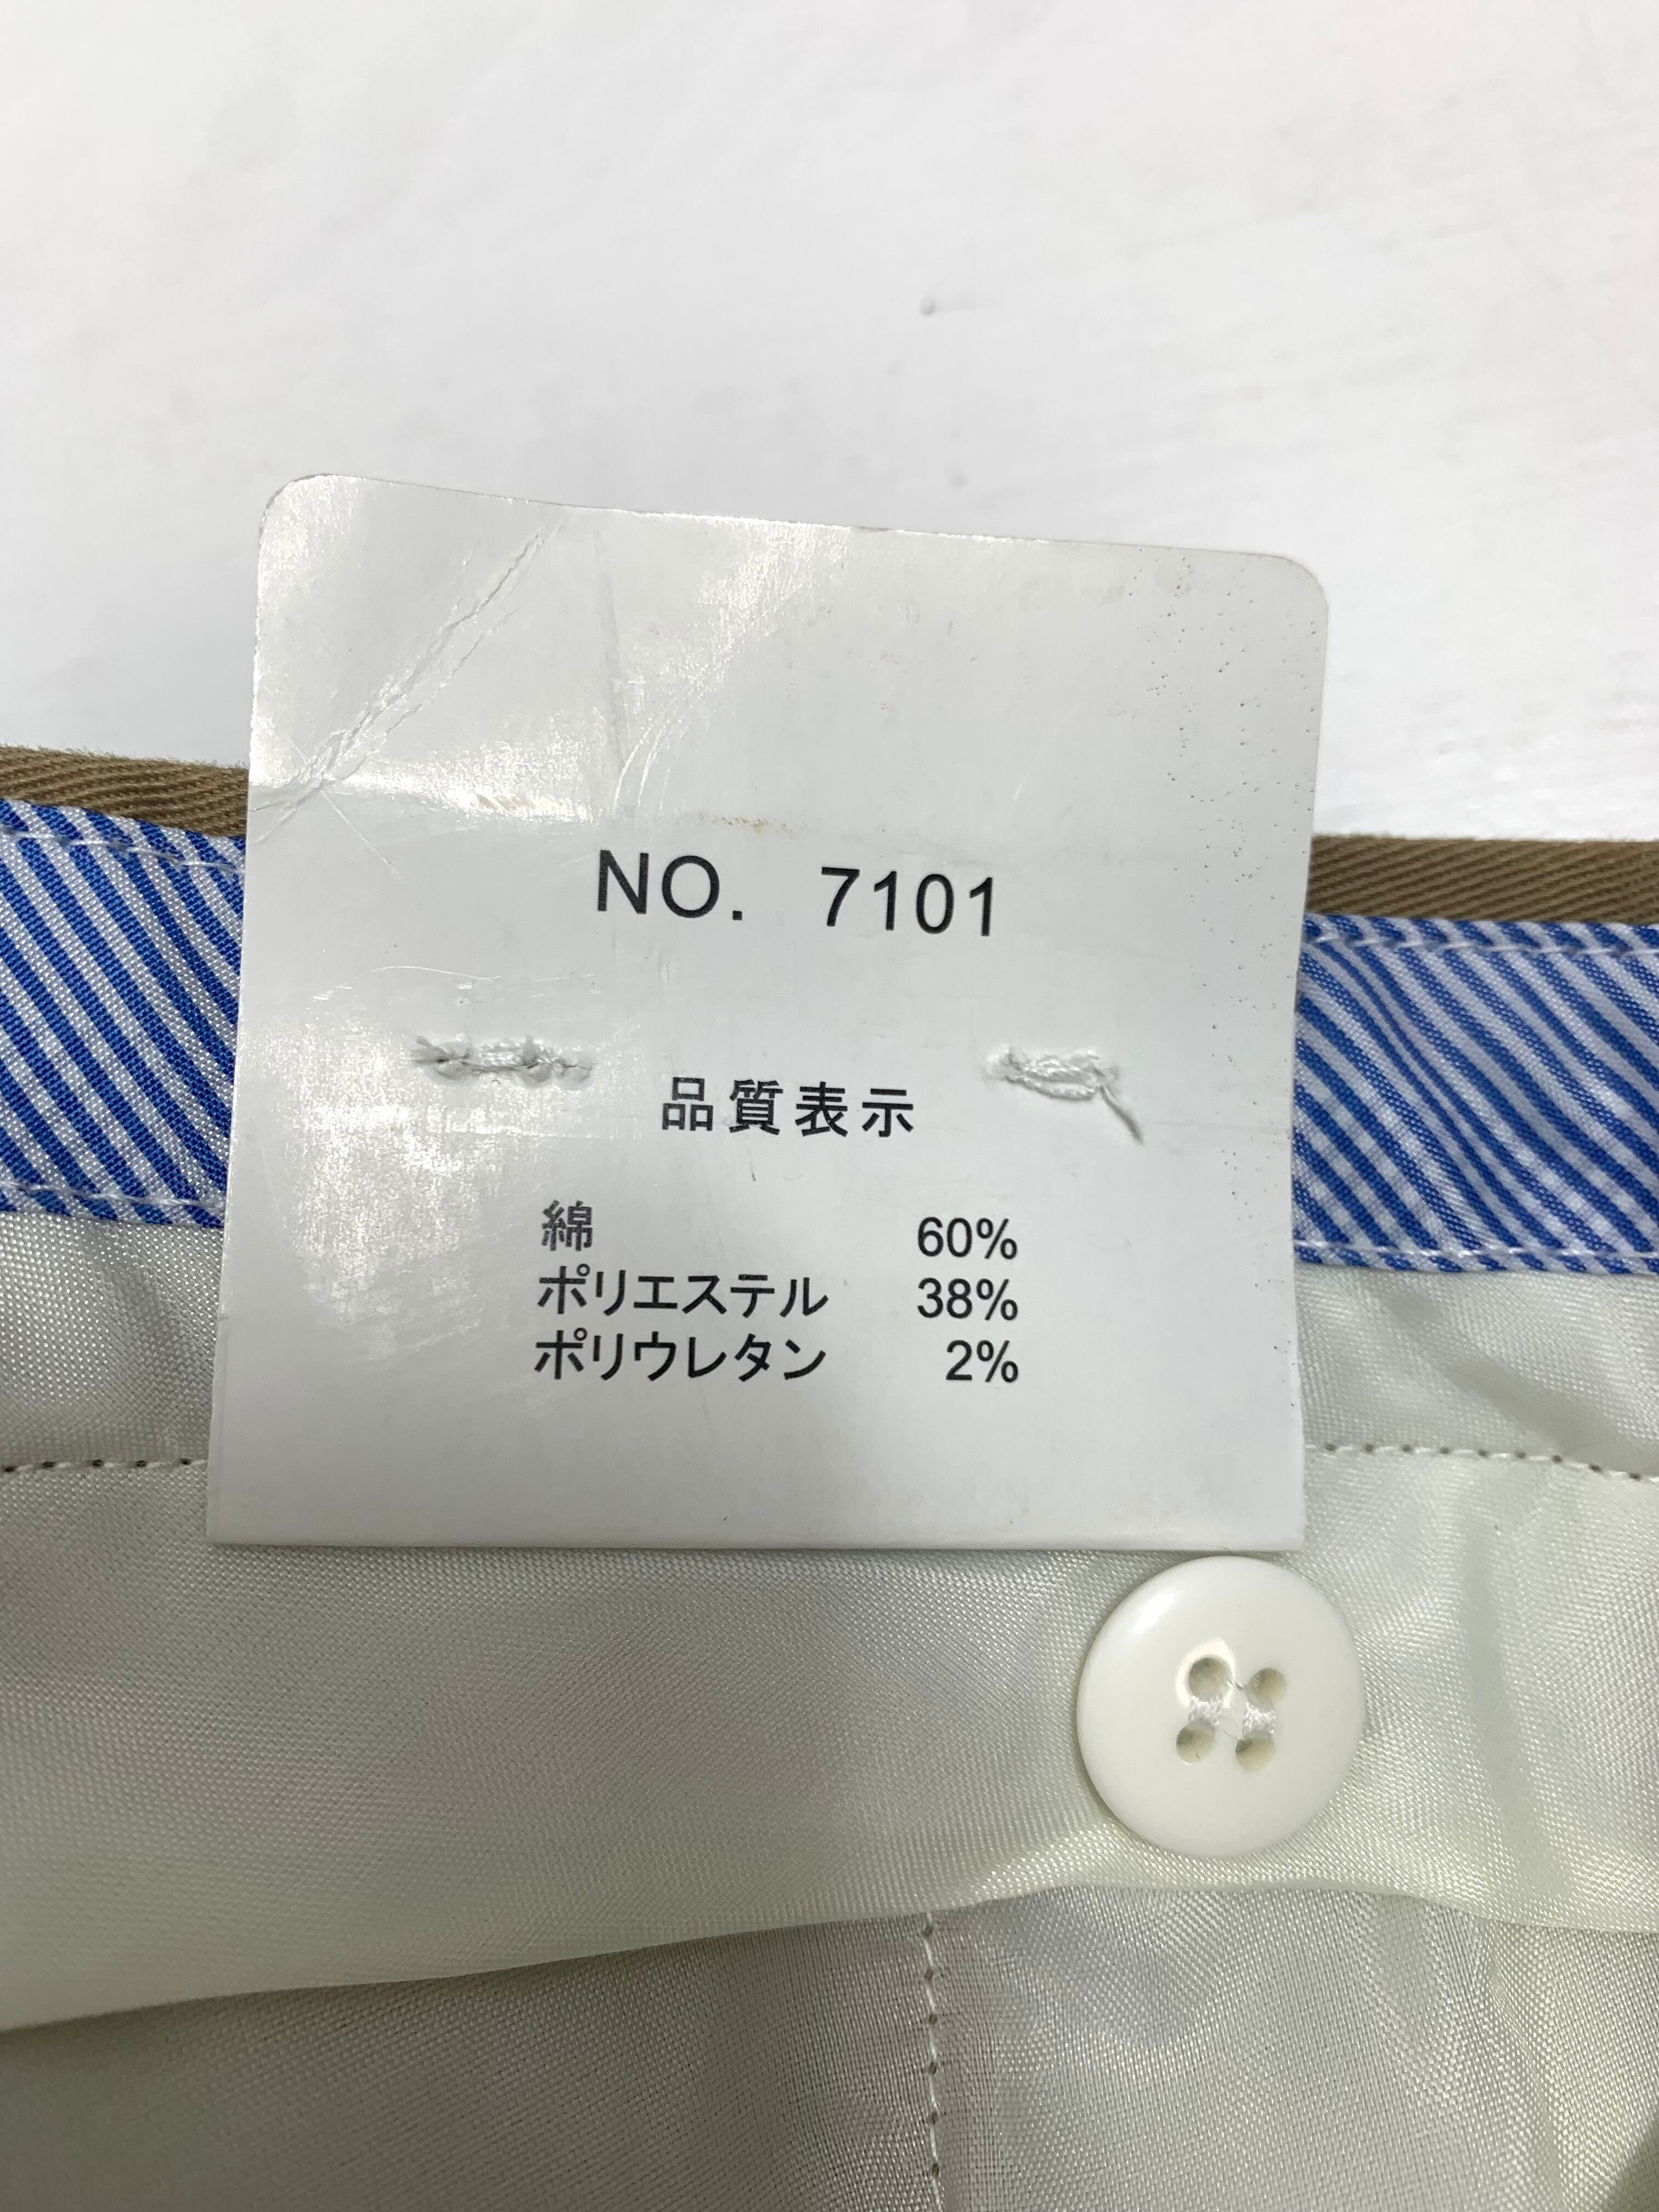 NO. 7101
品質表示
綿 60%
ポリエステル 38%
ポリウレタン 2%